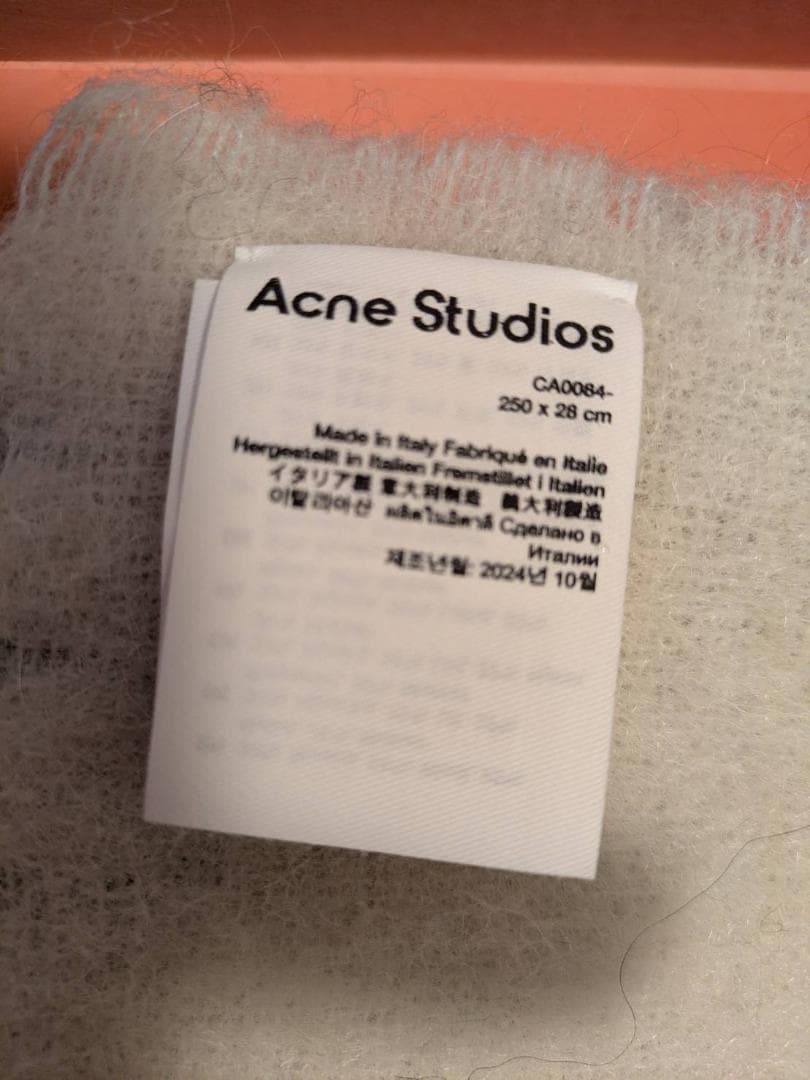 Acne Studios
CA0084-
250 x 28 cm
Made in Italy Fabriqué en Italie
Hergestellt in Italien Fremstillet i Italien
イタリア製 意大利制造 義大利製造
이탈리아산 ผลิตในอิตาลี Сделано в
Италии
제조년월: 2024년 10월